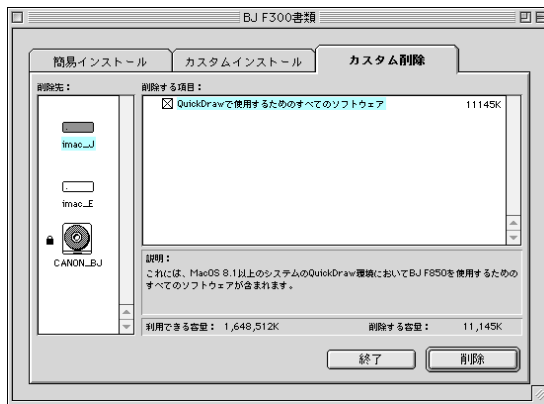 BJ F300書類
簡易インストール
カスタムインストール
カスタム削除
削除先：
imac_J
imac_E
CANON_BJ
削除する項目：
QuickDrawで使用するためのすべてのソフトウェア 11145K
説明：
これには、MacOS 8.1以上のシステムのQuickDraw環境においてBJ F850を使用するための
すべてのソフトウェアが含まれます。
利用できる容量： 1,648,512K 削除する容量： 11,145K
終了
削除